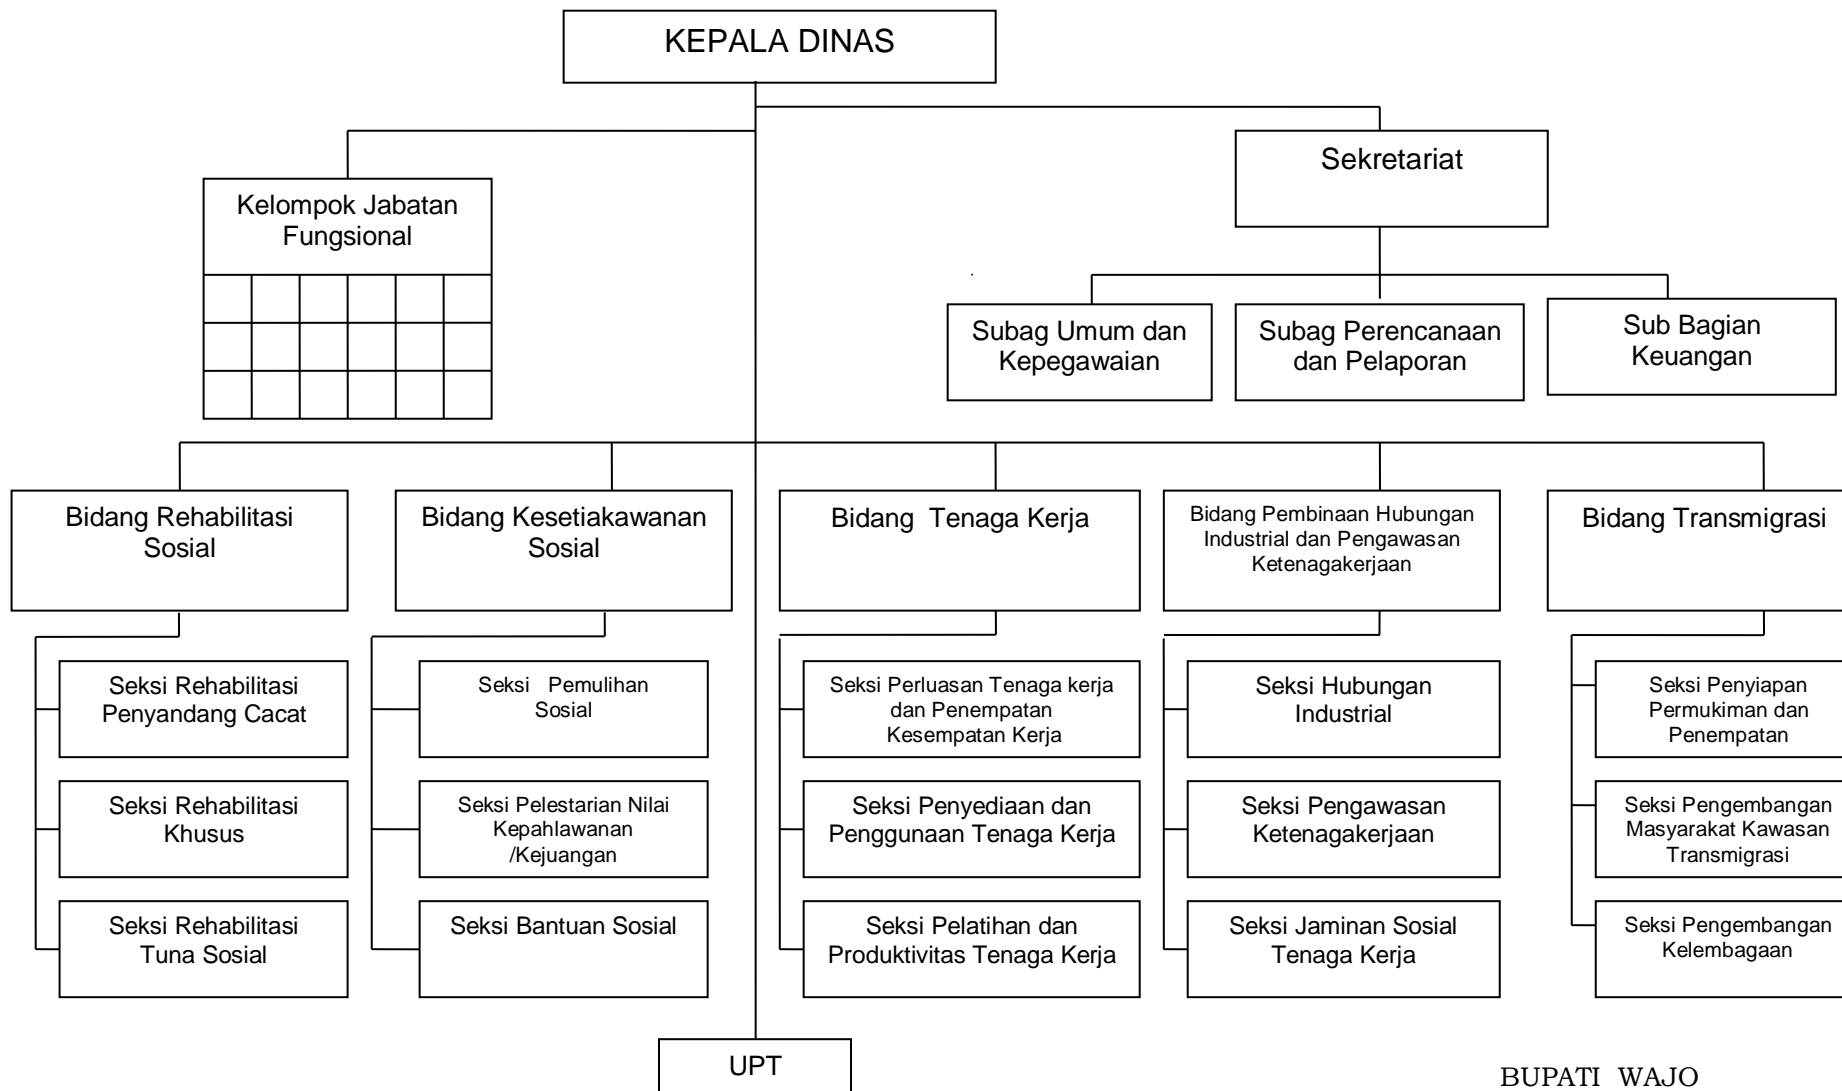 KEPALA DINAS
Sekretariat
Kelompok Jabatan
Fungsional
Subag Umum dan
Kepegawaian
Subag Perencanaan
dan Pelaporan
Sub Bagian
Keuangan
Bidang Rehabilitasi
Sosial
Bidang Kesetiakawanan
Sosial
Bidang Tenaga Kerja
Bidang Pembinaan Hubungan
Industrial dan Pengawasan
Ketenagakerjaan
Bidang Transmigrasi
Seksi Rehabilitasi
Penyandang Cacat
Seksi Pemulihan
Sosial
Seksi Perluasan Tenaga kerja
dan Penempatan
Kesempatan Kerja
Seksi Hubungan
Industrial
Seksi Penyiapan
Permukiman dan
Penempatan
Seksi Rehabilitasi
Khusus
Seksi Pelestarian Nilai
Kepahlawanan
/Kejuangan
Seksi Penyediaan dan
Penggunaan Tenaga Kerja
Seksi Pengawasan
Ketenagakerjaan
Seksi Pengembangan
Masyarakat Kawasan
Transmigrasi
Seksi Rehabilitasi
Tuna Sosial
Seksi Bantuan Sosial
Seksi Pelatihan dan
Produktivitas Tenaga Kerja
Seksi Jaminan Sosial
Tenaga Kerja
Seksi Pengembangan
Kelembagaan
UPT
BUPATI WAJO